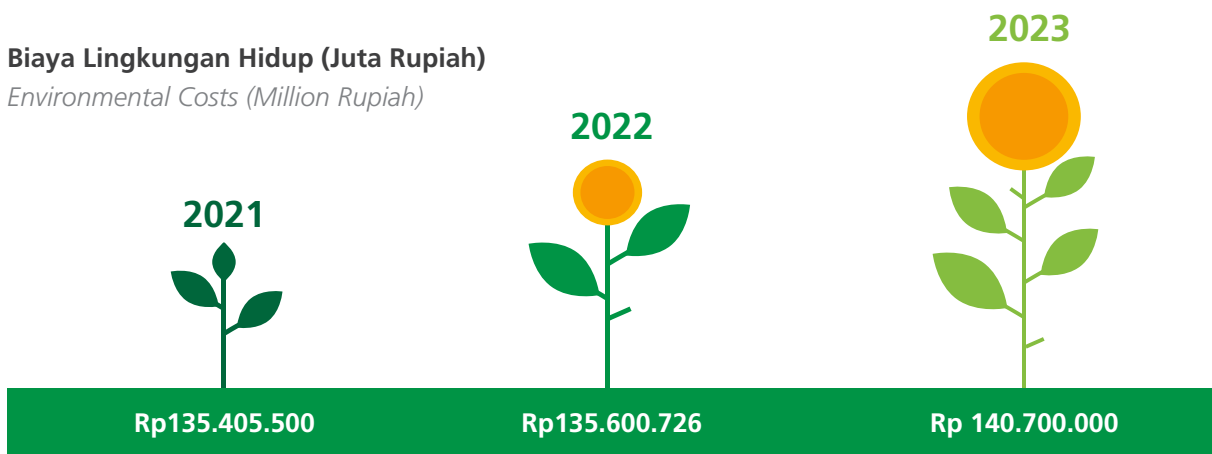 Biaya Lingkungan Hidup (Juta Rupiah)
Environmental Costs (Million Rupiah)
2021
2022
2023
Rp135.405.500
Rp135.600.726
Rp 140.700.000